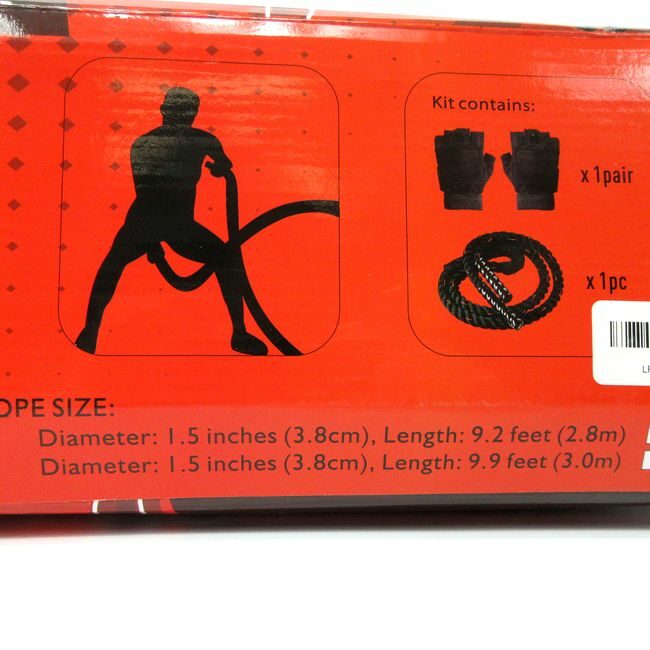 Kit contains:
x 1pair
x 1pc
OPE SIZE:
Diameter: 1.5 inches (3.8cm), Length: 9.2 feet (2.8m)
Diameter: 1.5 inches (3.8cm), Length: 9.9 feet (3.0m)